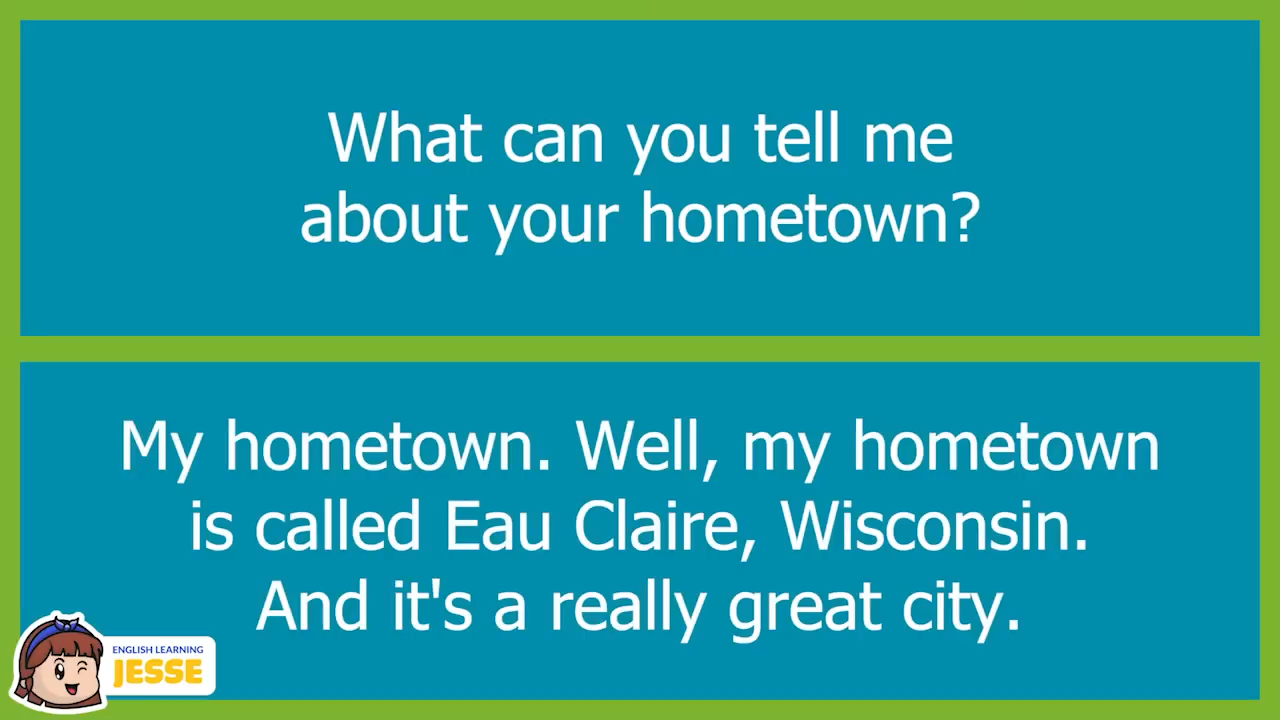 What can you tell me
about your hometown?
My hometown. Well, my hometown
is called Eau Claire, Wisconsin.
And it's a really great city.
ENGLISH LEARNING
JESSE